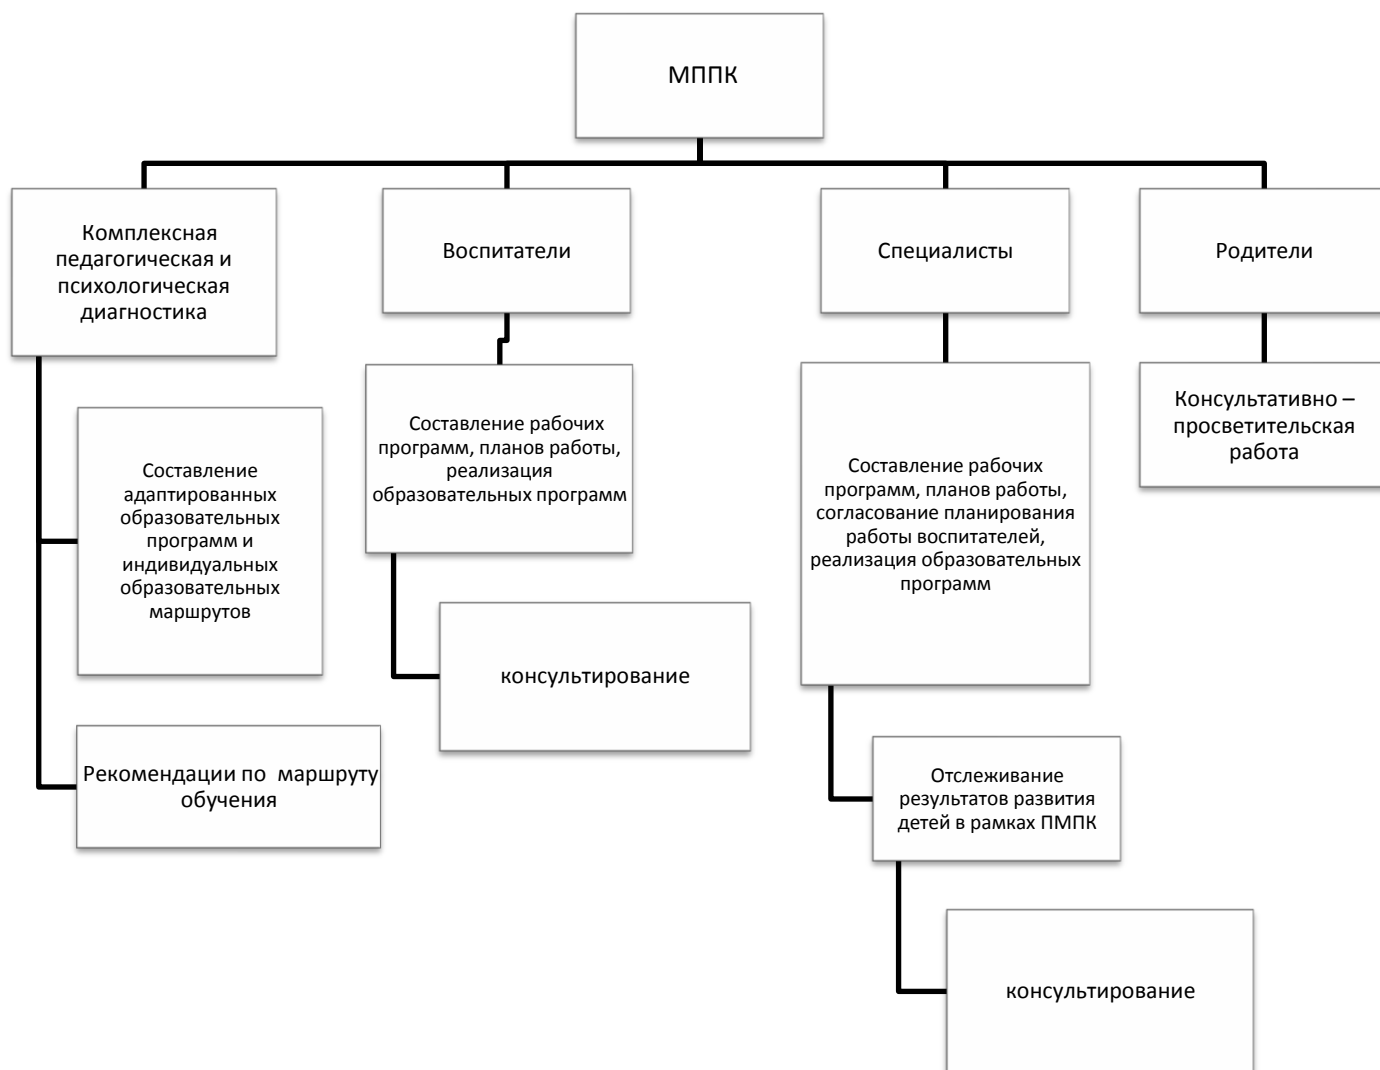 МППК
Комплексная
педагогическая и
психологическая
диагностика
Воспитатели
Специалисты
Родители
Составление
адаптированных
образовательных
программ и
индивидуальных
образовательных
маршрутов
Рекомендации по маршруту
обучения
Составление рабочих
программ, планов работы,
реализация
образовательных программ
консультирование
Составление рабочих
программ, планов работы,
согласование планирования
работы воспитателей,
реализация образовательных
программ
Отслеживание
результатов развития
детей в рамках ПМПК
консультирование
Консультативно –
просветительская
работа